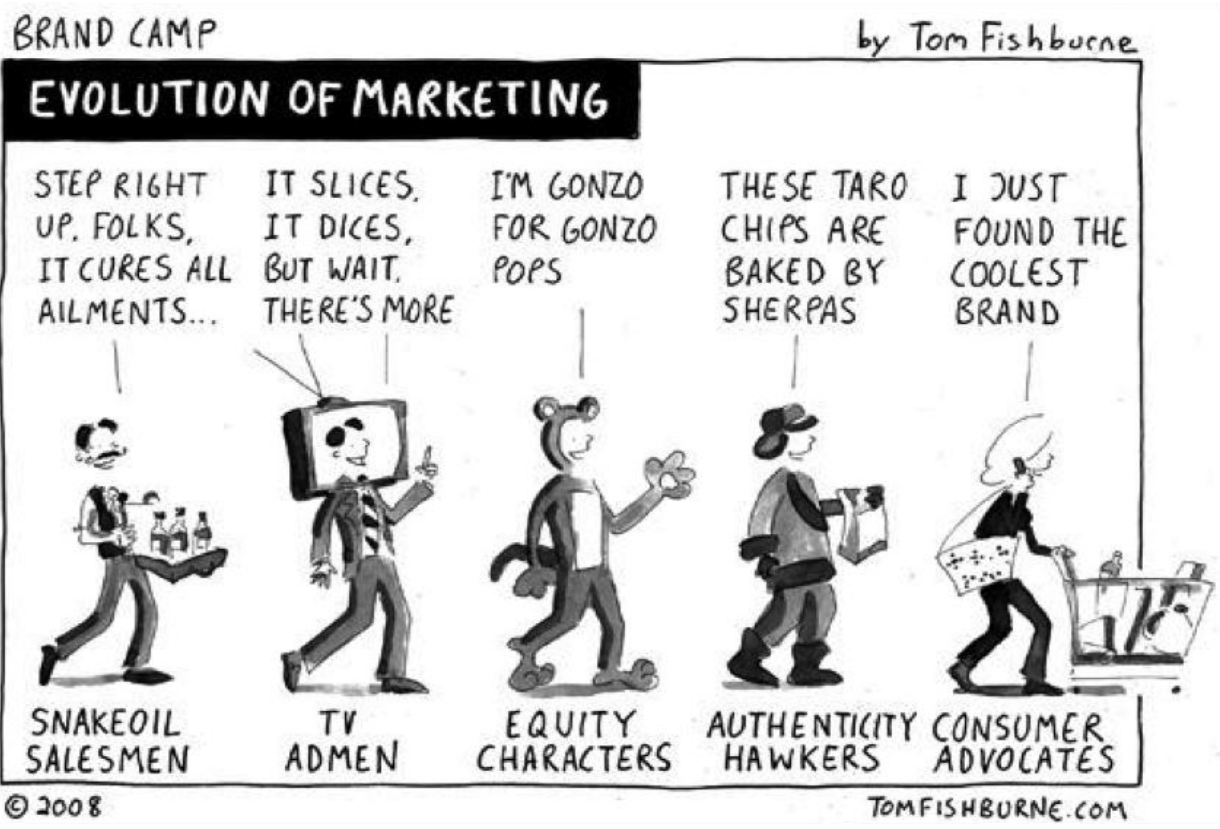 BRAND CAMP
by Tom Fishburne
EVOLUTION OF MARKETING
STEP RIGHT
UP, FOLKS,
IT CURES ALL
AILMENTS...
IT SLICES,
IT DICES,
BUT WAIT,
THERE'S MORE
I'M GONZO
FOR GONZO
POPS
THESE TARO
CHIPS ARE
BAKED BY
SHERPAS
I JUST
FOUND THE
COOLEST
BRAND
SNAKEOIL
SALESMEN
TV
ADMEN
EQUITY
CHARACTERS
AUTHENTICITY
HAWKERS
CONSUMER
ADVOCATES
© 2008
TOMFISHBURNE.COM